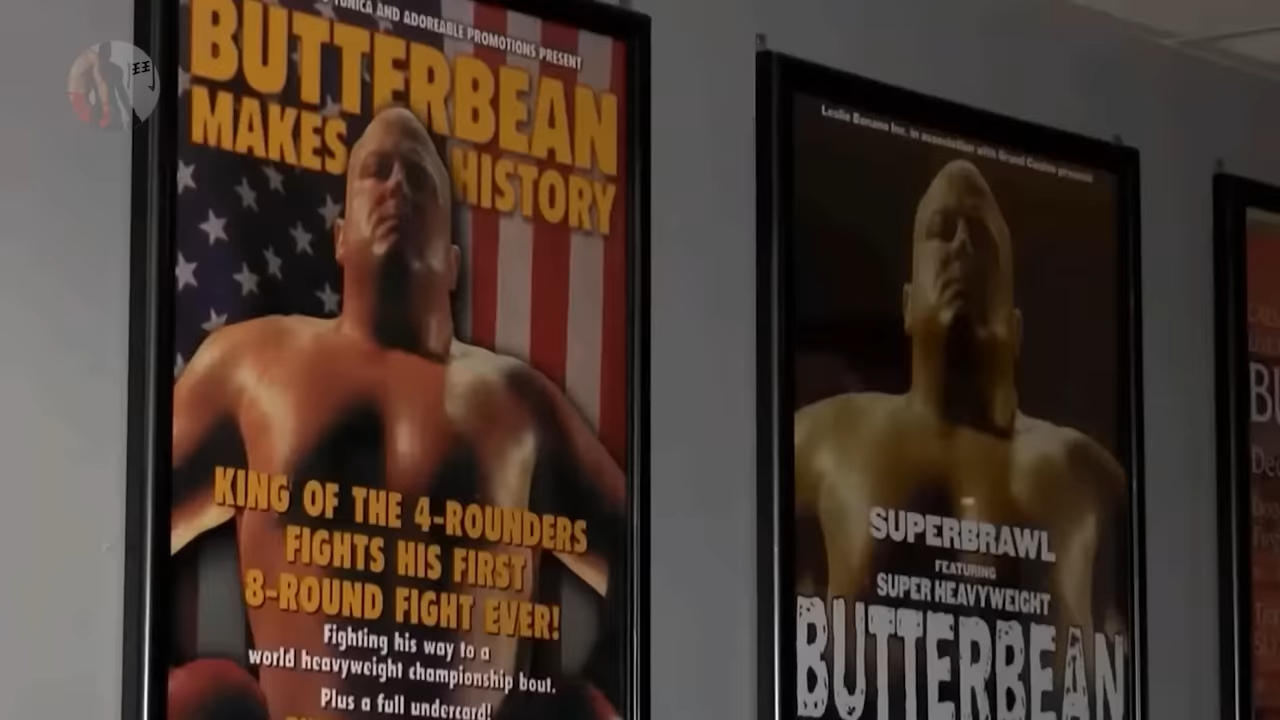 TUNICA AND ADOREABLE PROMOTIONS PRESENT
BUTTERBEAN
MAKES HISTORY
KING OF THE 4-ROUNDERS
FIGHTS HIS FIRST
8-ROUND FIGHT EVER!
Fighting his way to a
world heavyweight championship bout.
Plus a full undercard!
Leslie Bonano Inc. in association with Grand Casino presents
SUPERBRAWL
FEATURING
SUPER HEAVYWEIGHT
BUTTERBEAN